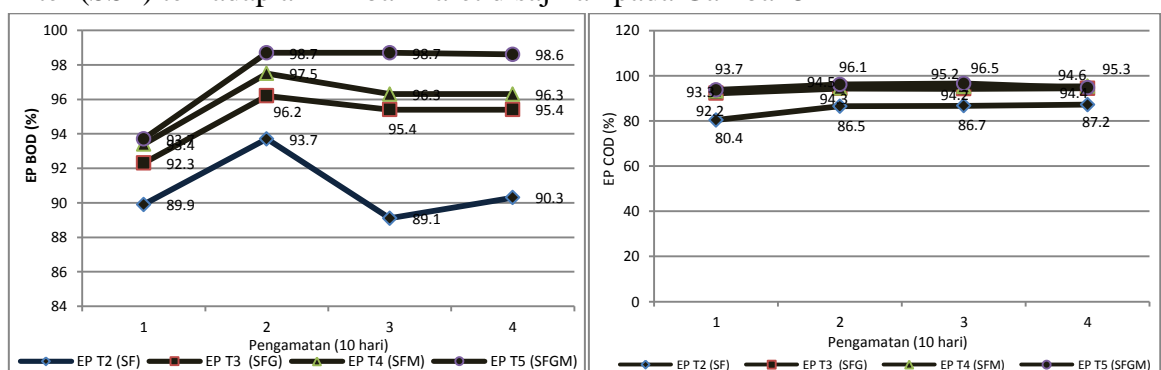 98.7 98.7 98.6
97.5
96.3 96.3
96.2
95.4 95.4
93.4
92.3
93.7
89.9
89.1
90.3
100
98
96
94
92
90
88
86
84
EP BOD (%)
1 2 3 4
Pengamatan (10 hari)
EP T2 (SF) EP T3 (SFG) EP T4 (SFM) EP T5 (SFGM)
120
100
80
60
40
20
0
EP COD (%)
93.7 96.1 96.5 95.3
94.5 95.2 94.6
93.3 94.3 94.2 94.4
92.2
80.4 86.5 86.7 87.2
1 2 3 4
Pengamatan (10 hari)
EP T2 (SF) EP T3 (SFG) EP T4 (SFM) EP T5 (SFGM)